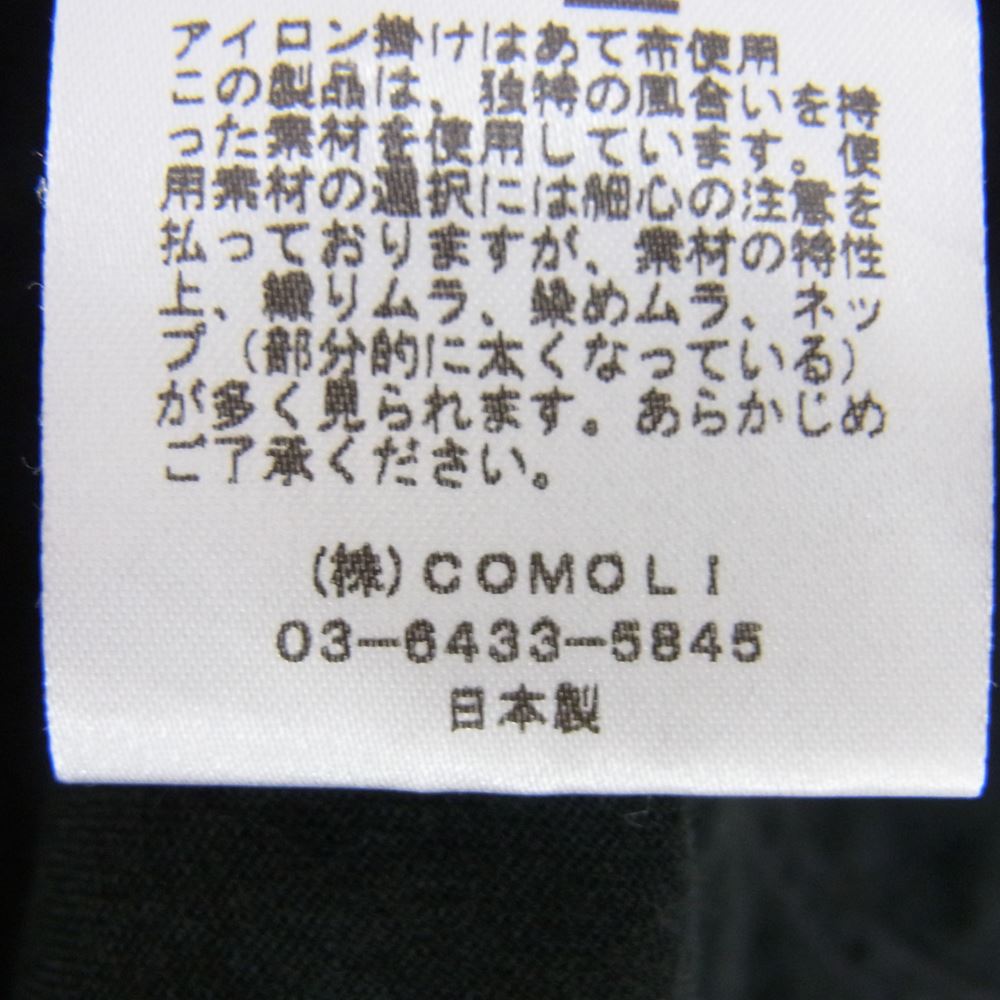 アイロン掛けはあて布使用
この製品は、独特の風合いを持
った素材を使用しています。使
用素材の選択には細心の注意を
払っておりますが、素材の特性
上、織りムラ、染めムラ、ネッ
プ（部分的に太くなっている）
が多く見られます。あらかじめ
ご了承ください。
(株)COMOLI
03-6433-5845
日本製